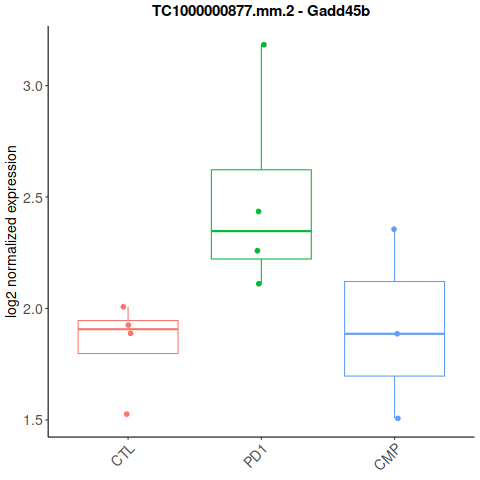 TC1000000877.mm.2 - Gadd45b
log2 normalized expression
3.0
2.5
2.0
1.5
CTL
PD1
CMP